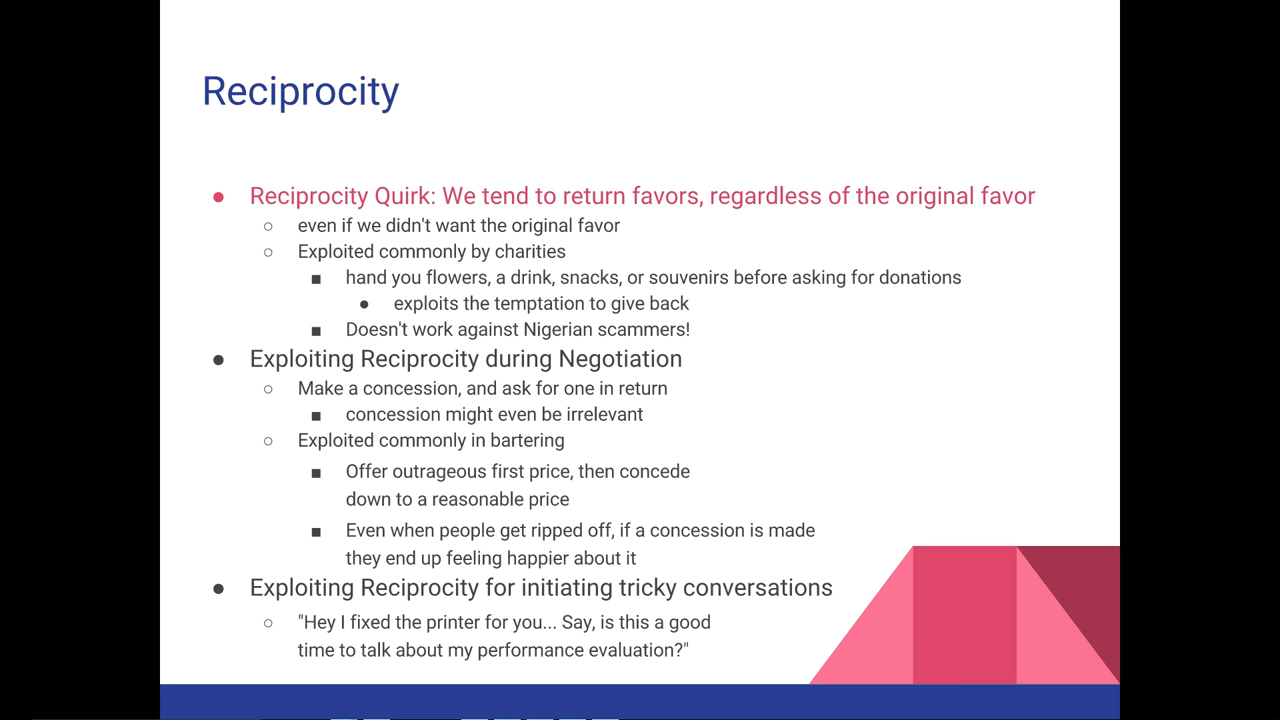 Reciprocity
● Reciprocity Quirk: We tend to return favors, regardless of the original favor
○ even if we didn't want the original favor
○ Exploited commonly by charities
■ hand you flowers, a drink, snacks, or souvenirs before asking for donations
● exploits the temptation to give back
■ Doesn't work against Nigerian scammers!
● Exploiting Reciprocity during Negotiation
○ Make a concession, and ask for one in return
■ concession might even be irrelevant
○ Exploited commonly in bartering
■ Offer outrageous first price, then concede
down to a reasonable price
■ Even when people get ripped off, if a concession is made
they end up feeling happier about it
● Exploiting Reciprocity for initiating tricky conversations
○ "Hey I fixed the printer for you... Say, is this a good
time to talk about my performance evaluation?"